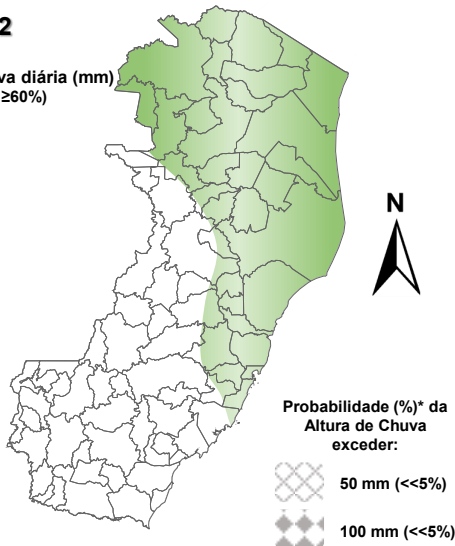 2
va diária (mm)
≥60%)
N
Probabilidade (%)* da
Altura de Chuva
exceder:
50 mm (<<5%)
100 mm (<<5%)